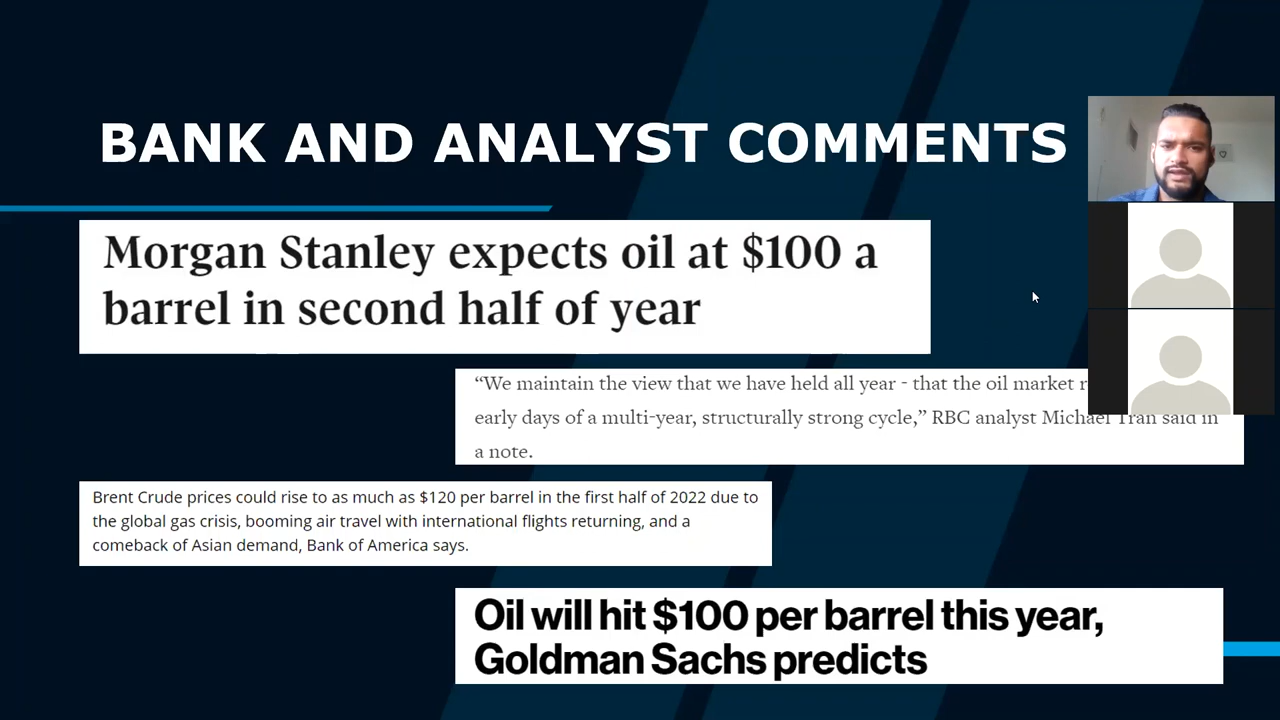 BANK AND ANALYST COMMENTS
Morgan Stanley expects oil at $100 a
barrel in second half of year
“We maintain the view that we have held all year - that the oil market
early days of a multi-year, structurally strong cycle,” RBC analyst Michael Tran said in
a note.
Brent Crude prices could rise to as much as $120 per barrel in the first half of 2022 due to
the global gas crisis, booming air travel with international flights returning, and a
comeback of Asian demand, Bank of America says.
Oil will hit $100 per barrel this year,
Goldman Sachs predicts